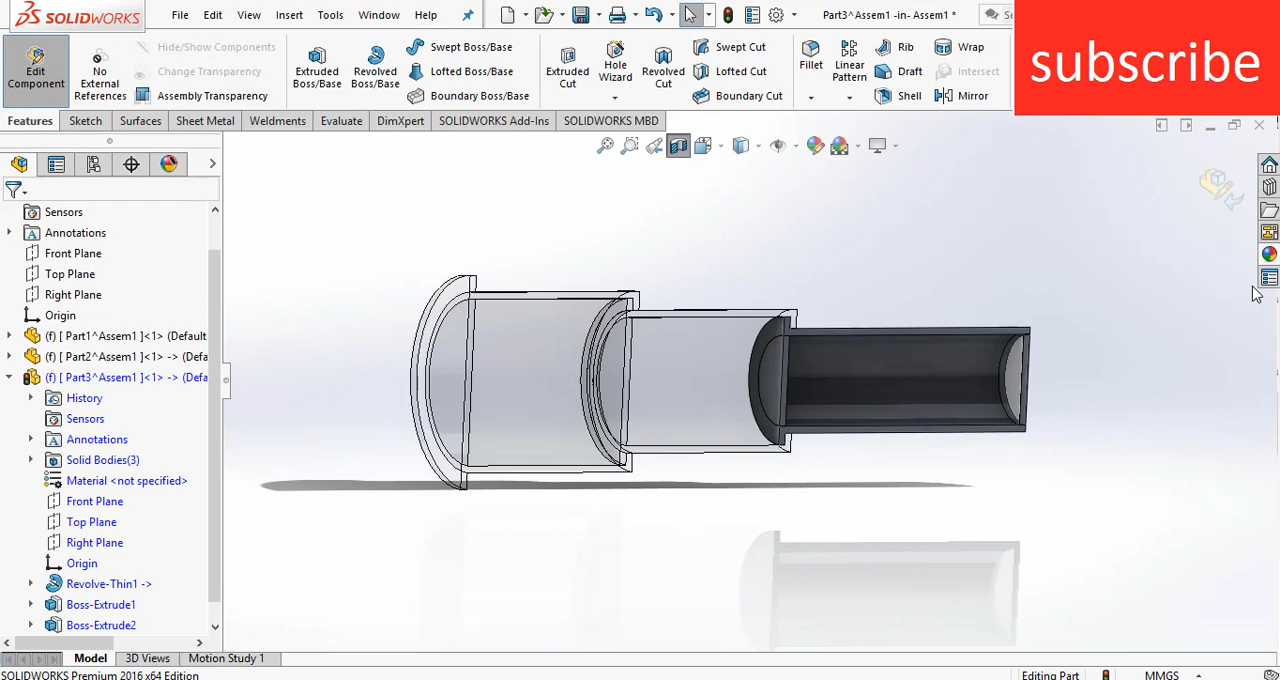 SOLIDWORKS File Edit View Insert Tools Window Help Part3^Assem1 -in- Assem1 *
subscribe
Edit Component
No External References
Hide/Show Components
Change Transparency
Assembly Transparency
Extruded Boss/Base
Revolved Boss/Base
Swept Boss/Base
Lofted Boss/Base
Boundary Boss/Base
Extruded Cut
Hole Wizard
Revolved Cut
Swept Cut
Lofted Cut
Boundary Cut
Fillet
Linear Pattern
Rib
Draft
Shell
Wrap
Intersect
Mirror
Features Sketch Surfaces Sheet Metal Weldments Evaluate DimXpert SOLIDWORKS Add-Ins SOLIDWORKS MBD
Sensors
Annotations
Front Plane
Top Plane
Right Plane
Origin
(f) [ Part1^Assem1 ]<1> (Default
(f) [ Part2^Assem1 ]<1> -> (Defa
(f) [ Part3^Assem1 ]<1> -> (Defa
History
Sensors
Annotations
Solid Bodies(3)
Material <not specified>
Front Plane
Top Plane
Right Plane
Origin
Revolve-Thin1 ->
Boss-Extrude1
Boss-Extrude2
Model 3D Views Motion Study 1
SOLIDWORKS Premium 2016 x64 Edition Editing Part MMGS